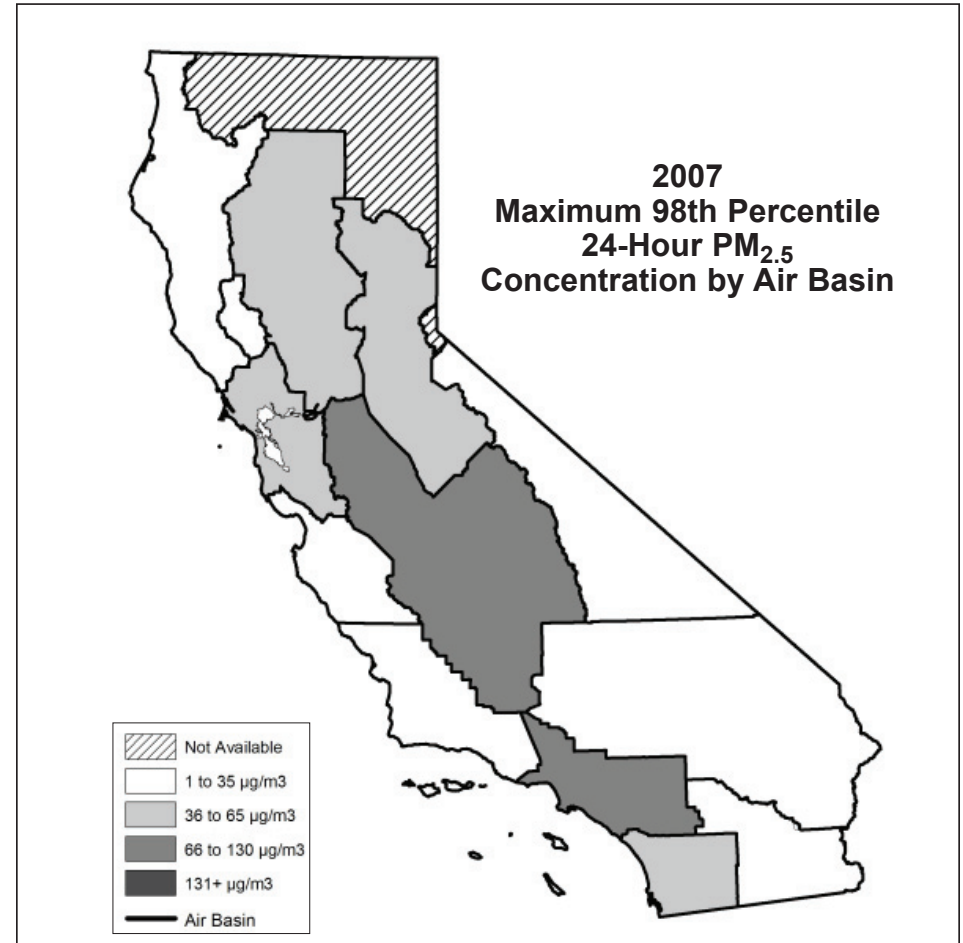 2007
Maximum 98th Percentile
24-Hour PM2.5
Concentration by Air Basin
Not Available
1 to 35 µg/m3
36 to 65 µg/m3
66 to 130 µg/m3
131+ µg/m3
Air Basin